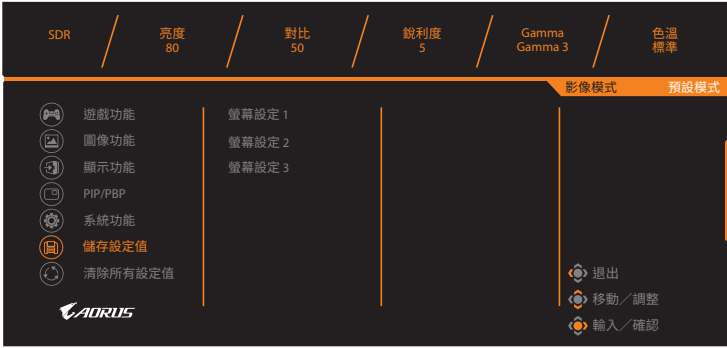 SDR
亮度
80
對比
50
銳利度
5
Gamma
Gamma 3
色溫
標準
影像模式 預設模式
遊戲功能
圖像功能
顯示功能
PIP/PBP
系統功能
儲存設定值
清除所有設定值
螢幕設定 1
螢幕設定 2
螢幕設定 3
退出
移動／調整
輸入／確認
AORUS